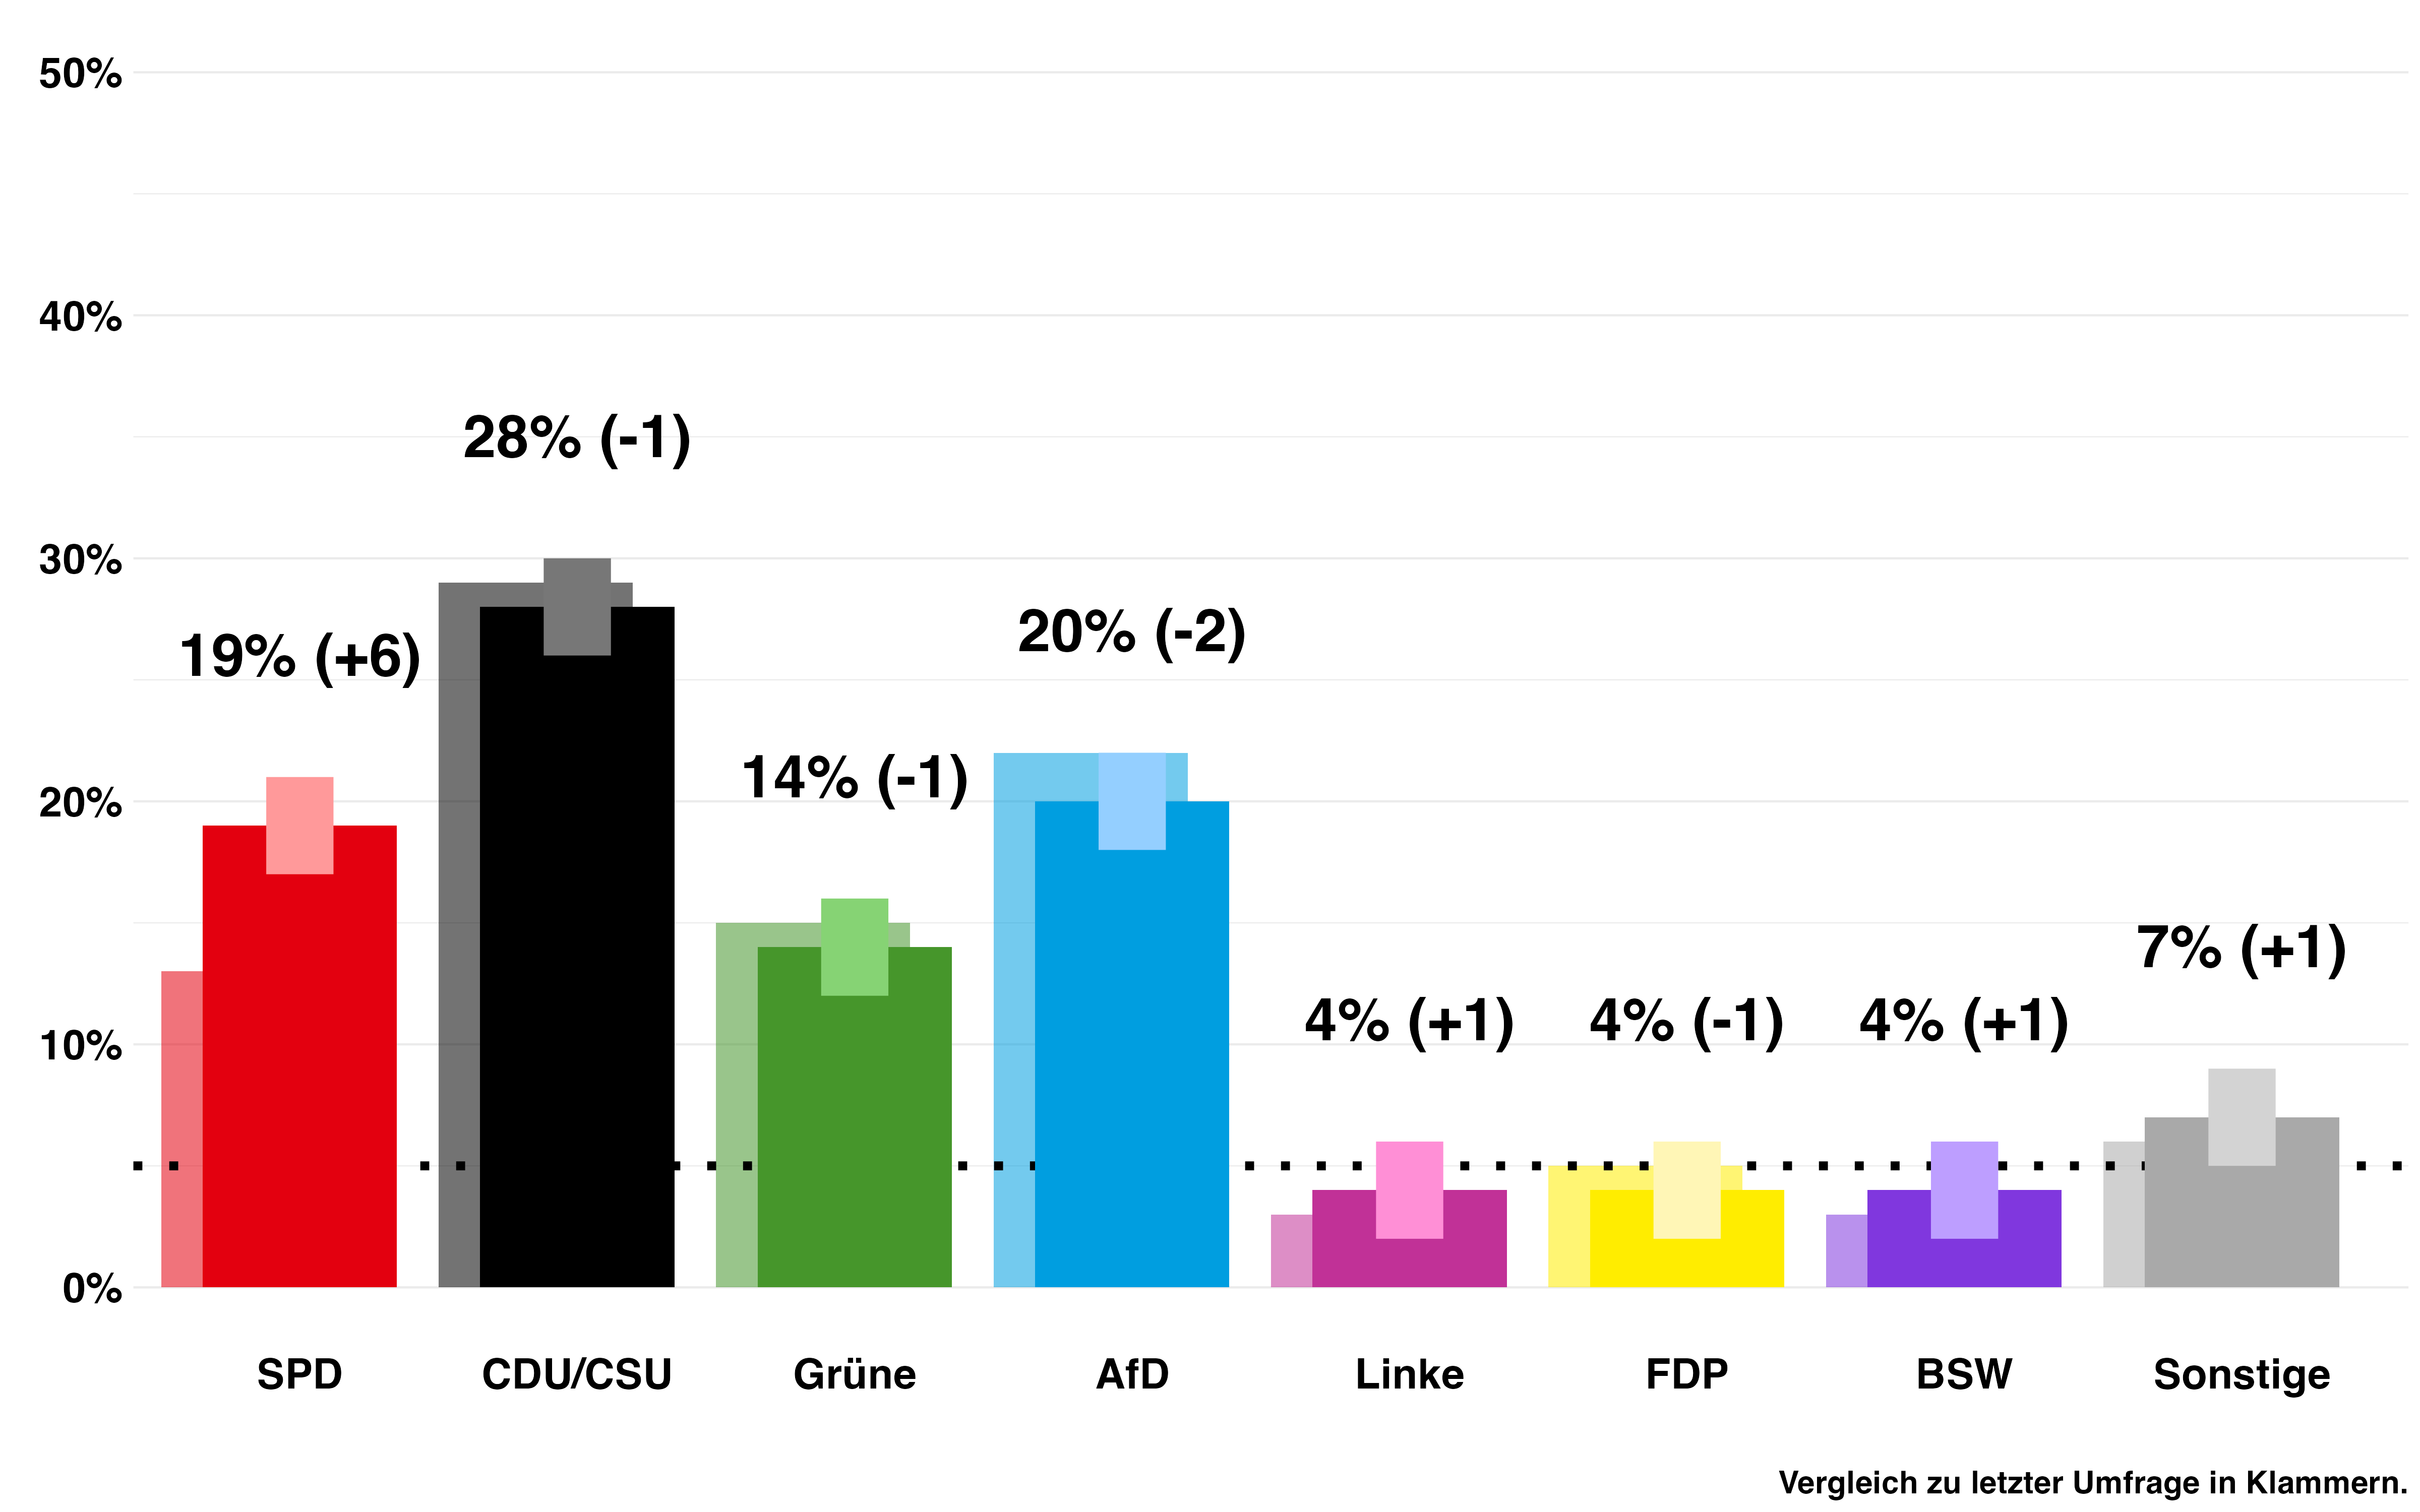 50%
40%
30%
20%
10%
0%
19% (+6)
28% (-1)
14% (-1)
20% (-2)
4% (+1)
4% (-1)
4% (+1)
7% (+1)
SPD
CDU/CSU
Grüne
AfD
Linke
FDP
BSW
Sonstige
Vergleich zu letzter Umfrage in Klammern.